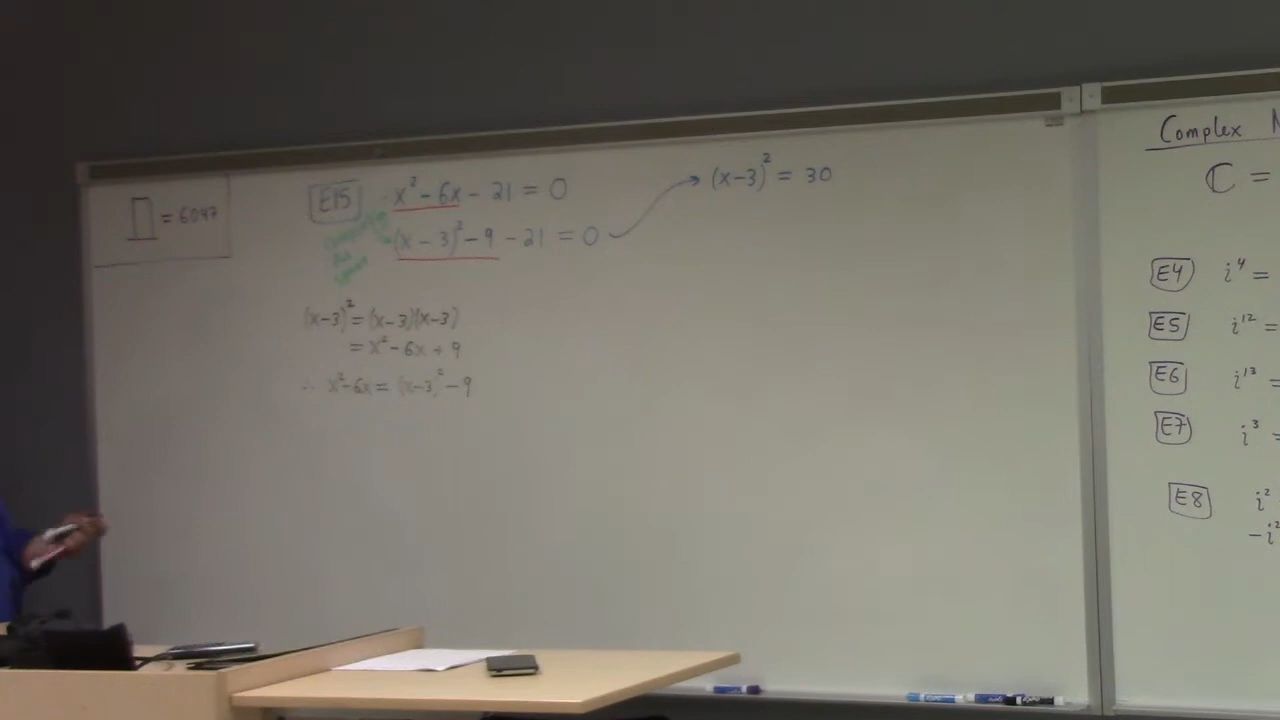 = 6047
E15 x² - 6x - 21 = 0
(x - 3)² - 9 - 21 = 0
(x-3)² = 30
(x-3)² = (x-3)(x-3)
= x² - 6x + 9
∴ x² - 6x = (x-3)² - 9
Complex
ℂ =
E4 i⁴ =
E5 i¹² =
E6 i¹³ =
E7 i³ =
E8 i²
-i²